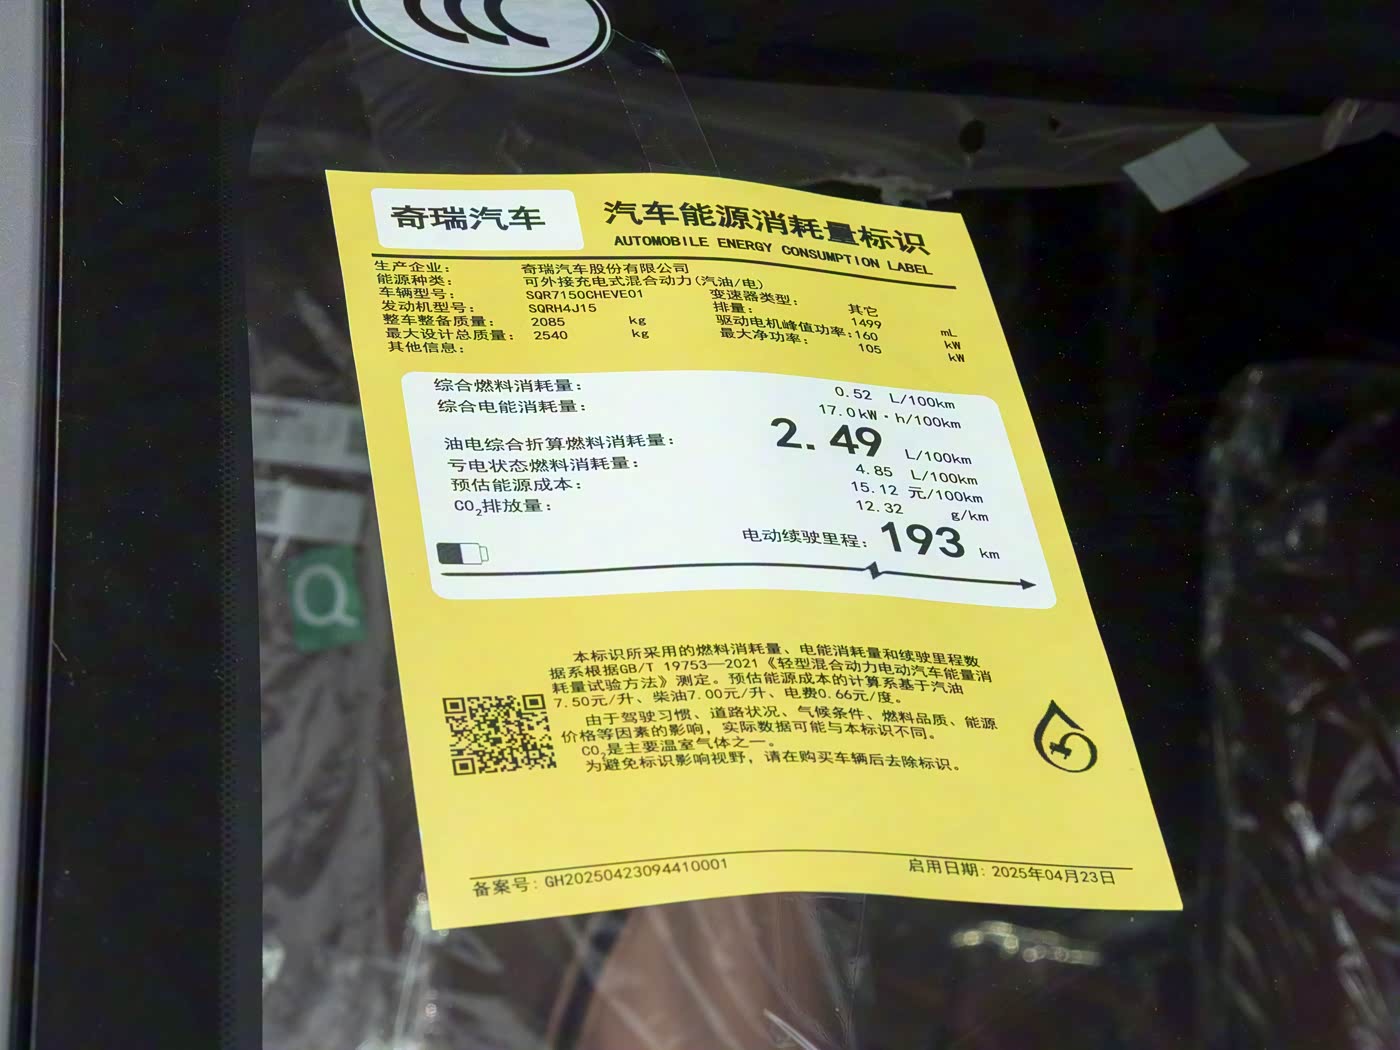 CCC
奇瑞汽车
汽车能源消耗量标识
AUTOMOBILE ENERGY CONSUMPTION LABEL
生产企业: 奇瑞汽车股份有限公司
能源种类: 可外接充电式混合动力(汽油/电)
车辆型号: SQR7150CHEVE01 变速器类型: 其它
发动机型号: SQRH4J15 排量: 1499 mL
整车整备质量: 2085 kg 驱动电机峰值功率:160 kW
最大设计总质量: 2540 kg 最大净功率: 105 kW
其他信息:
综合燃料消耗量: 0.52 L/100km
综合电能消耗量: 17.0kW·h/100km
油电综合折算燃料消耗量: 2.49 L/100km
亏电状态燃料消耗量: 4.85 L/100km
预估能源成本: 15.12 元/100km
CO₂排放量: 12.32 g/km
电动续驶里程: 193 km
Q
本标识所采用的燃料消耗量、电能消耗量和续驶里程数
据系根据GB/T 19753—2021《轻型混合动力电动汽车能量消
耗量试验方法》测定。预估能源成本的计算系基于汽油
7.50元/升、柴油7.00元/升、电费0.66元/度。
由于驾驶习惯、道路状况、气候条件、燃料品质、能源
价格等因素的影响,实际数据可能与本标识不同。
CO₂是主要温室气体之一。
为避免标识影响视野,请在购买车辆后去除标识。
备案号: GH20250423094410001
启用日期: 2025年04月23日